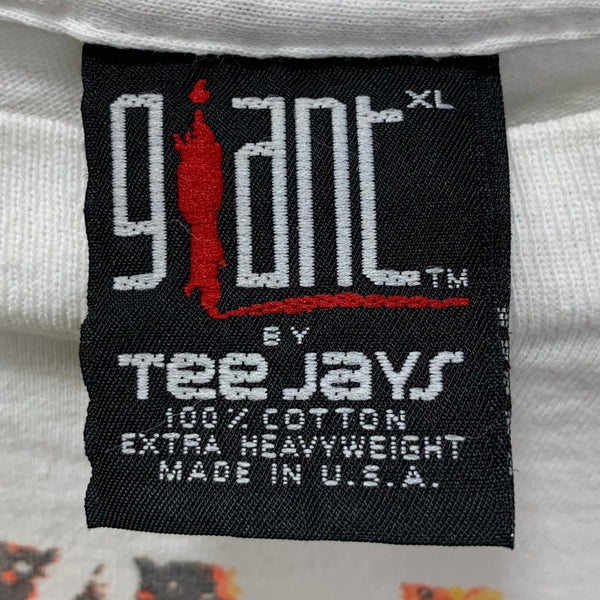 giant XL
TM
BY
Tee Jays
100% COTTON
EXTRA HEAVYWEIGHT
MADE IN U.S.A.